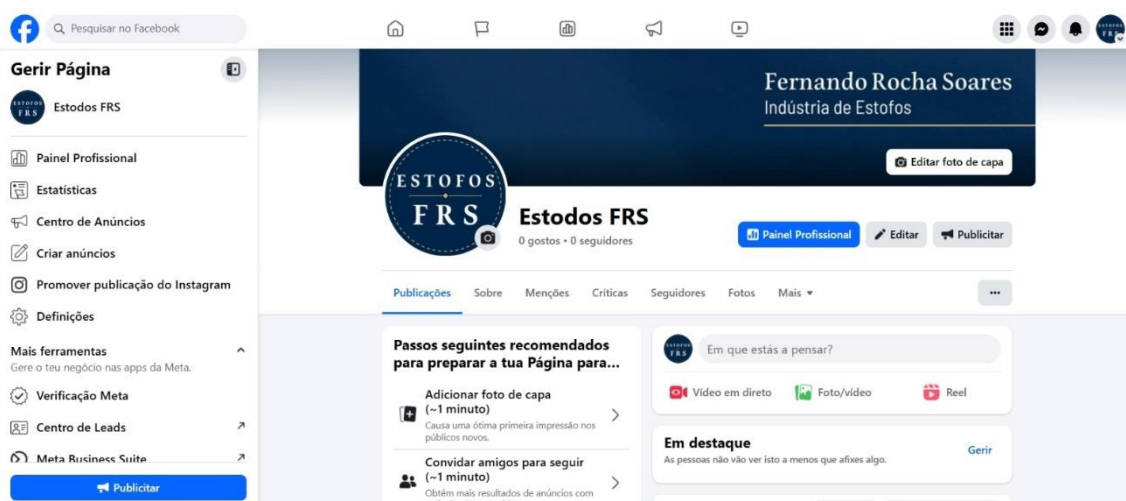 Pesquisar no Facebook
Gerir Página
ESTOFOS
FRS
Estodos FRS
Painel Profissional
Estatísticas
Centro de Anúncios
Criar anúncios
Promover publicação do Instagram
Definições
Mais ferramentas
Gere o teu negócio nas apps da Meta.
Verificação Meta
Centro de Leads
Meta Business Suite
Publicitar
ESTOFOS
FRS
Fernando Rocha Soares
Indústria de Estofos
Editar foto de capa
ESTOFOS
FRS
Estodos FRS
0 gostos • 0 seguidores
Painel Profissional
Editar
Publicitar
Publicações Sobre Menções Críticas Seguidores Fotos Mais
Passos seguintes recomendados
para preparar a tua Página para...
Adicionar foto de capa
(~1 minuto)
Causa uma ótima primeira impressão nos
públicos novos.
Convidar amigos para seguir
(~1 minuto)
Obtém mais resultados de anúncios com
ESTOFOS
FRS
Em que estás a pensar?
Vídeo em direto Foto/vídeo Reel
Em destaque
Gerir
As pessoas não vão ver isto a menos que afixes algo.